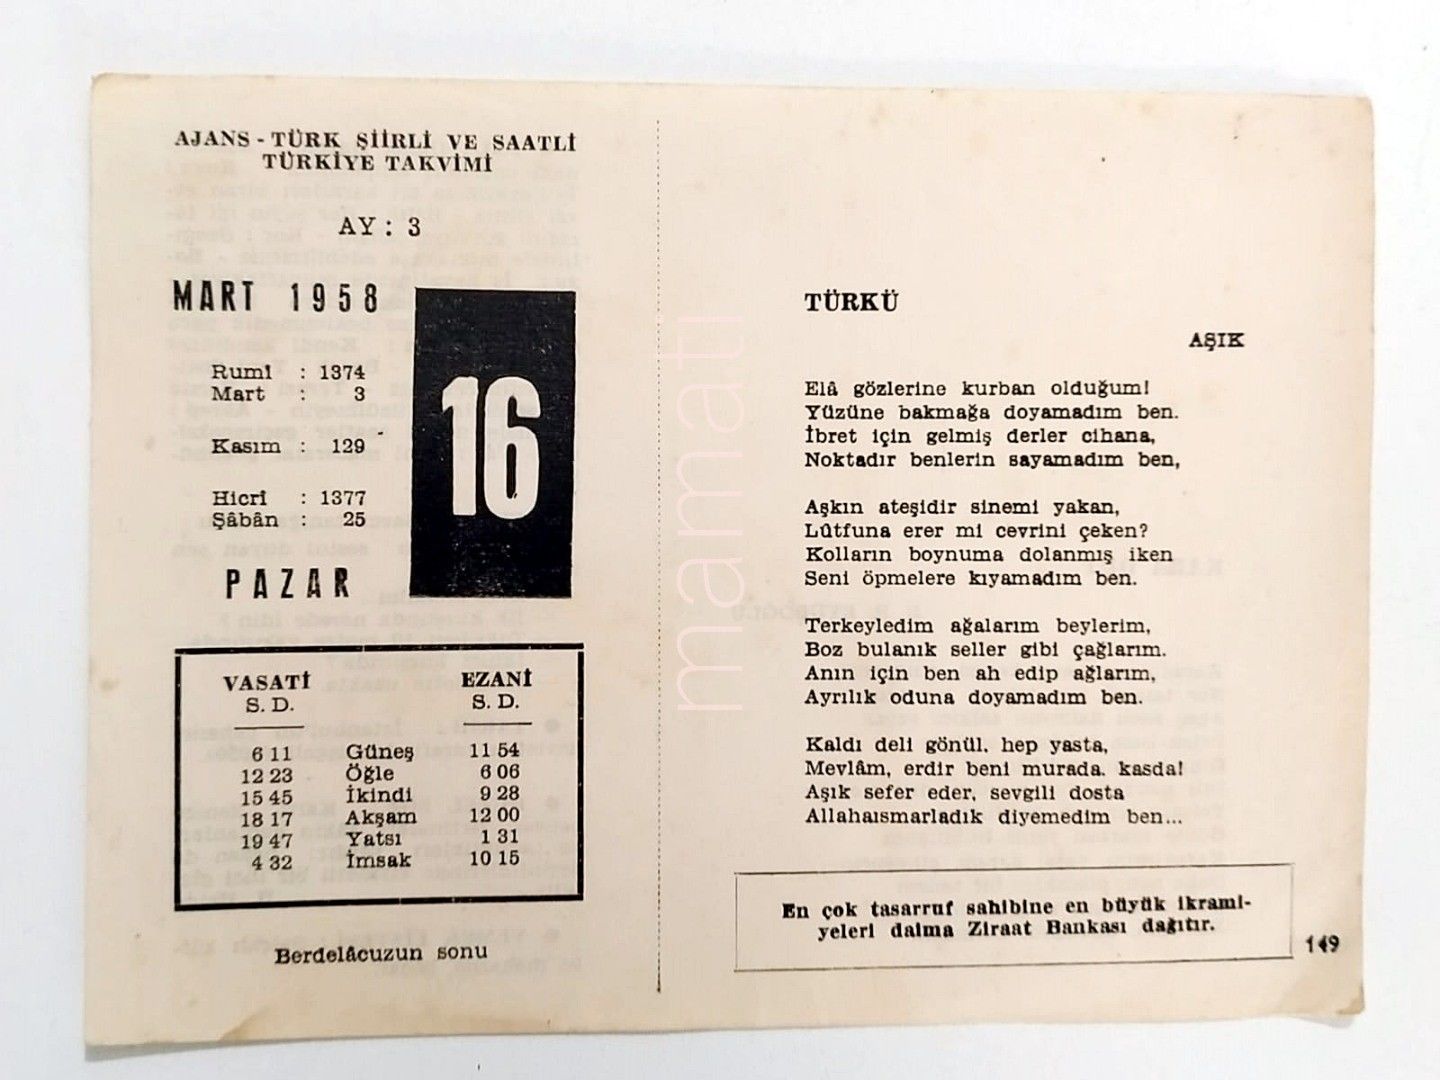 AJANS - TÜRK ŞİİRLİ VE SAATLİ
TÜRKİYE TAKVİMİ
AY : 3
MART 1958
16
Rumî : 1374
Mart : 3
Kasım : 129
Hicrî : 1377
Şâbân : 25
PAZAR
VASATİ EZANİ
S. D. S. D.
6 11 Güneş 11 54
12 23 Öğle 6 06
15 45 İkindi 9 28
18 17 Akşam 12 00
19 47 Yatsı 1 31
4 32 İmsak 10 15
Berdelâcuzun sonu
TÜRKÜ
AŞIK
Elâ gözlerine kurban olduğum!
Yüzüne bakmağa doyamadım ben.
İbret için gelmiş derler cihana,
Noktadır benlerin sayamadım ben,
Aşkın ateşidir sinemi yakan,
Lûtfuna erer mi cevrini çeken?
Kolların boynuma dolanmış iken
Seni öpmelere kıyamadım ben.
Terkeyledim ağalarım beylerim,
Boz bulanık seller gibi çağlarım.
Anın için ben ah edip ağlarım,
Ayrılık oduna doyamadım ben.
Kaldı deli gönül. hep yasta,
Mevlâm, erdir beni murada. kasda!
Aşık sefer eder, sevgili dosta
Allahaısmarladık diyemedim ben...
En çok tasarruf sahibine en büyük ikrami-
yeleri daima Ziraat Bankası dağıtır.
149
mamatı